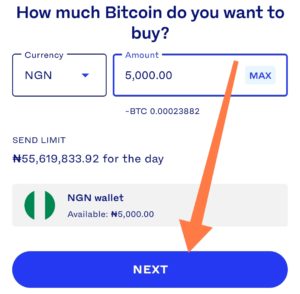 How much Bitcoin do you want to
buy?
Currency
Amount
NGN
5,000.00
MAX
~BTC 0.00023882
SEND LIMIT
₦55,619,833.92 for the day
NGN wallet
Available: ₦5,000.00
NEXT